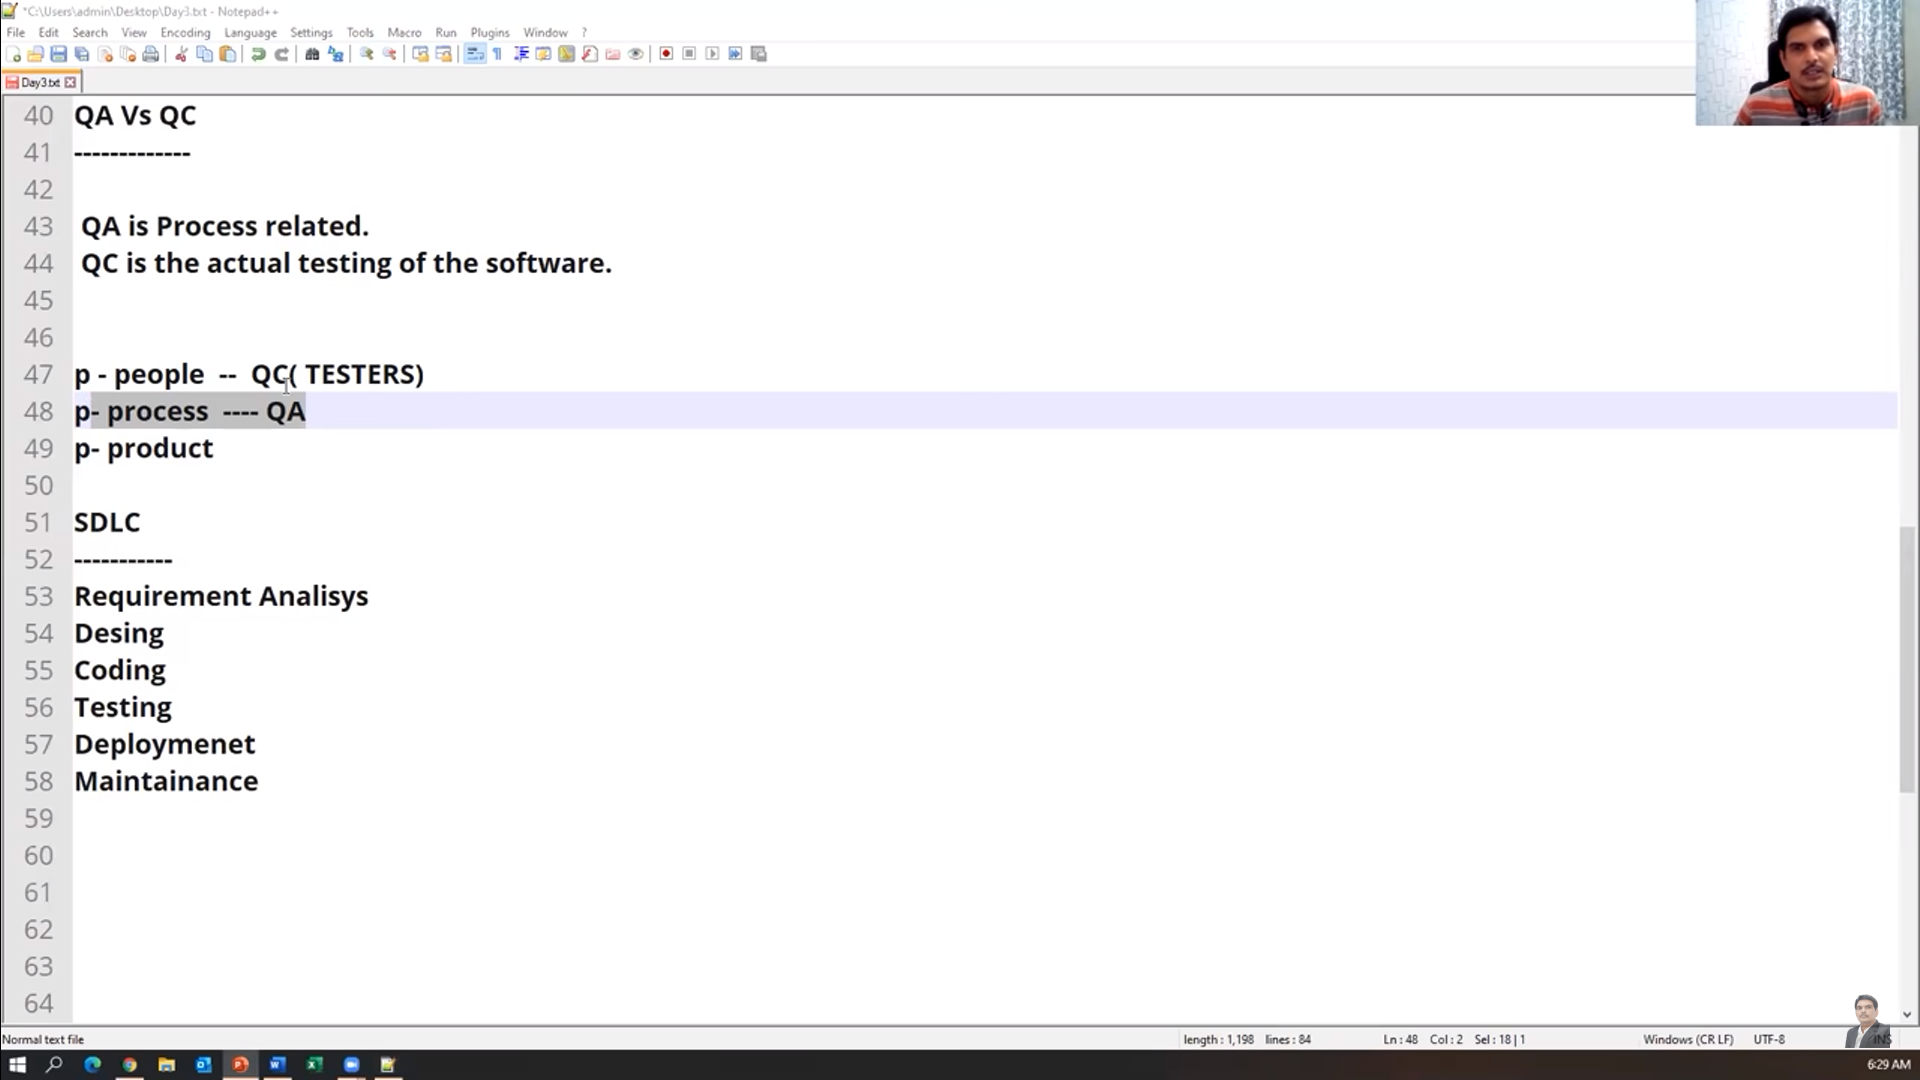 *C:\Users\admin\Desktop\Day3.txt - Notepad++
File Edit Search View Encoding Language Settings Tools Macro Run Plugins Window ?
Day3.txt
40 QA Vs QC
41 -------------
42
43 QA is Process related.
44 QC is the actual testing of the software.
45
46
47 p - people -- QC( TESTERS)
48 p- process ---- QA
49 p- product
50
51 SDLC
52 -----------
53 Requirement Analisys
54 Desing
55 Coding
56 Testing
57 Deploymenet
58 Maintainance
59
60
61
62
63
64
Normal text file length : 1,198 lines : 84 Ln : 48 Col : 2 Sel : 18 | 1 Windows (CR LF) UTF-8 INS
6:29 AM